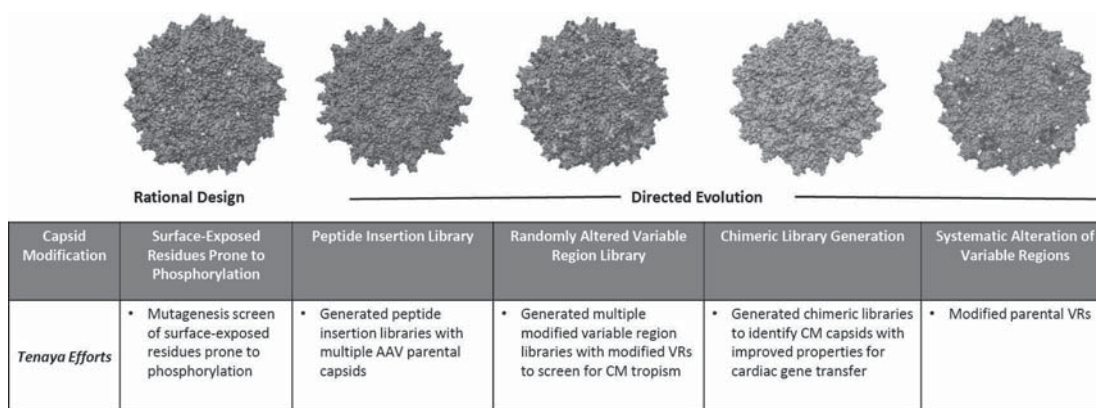 Rational Design
Directed Evolution
Capsid
Modification
Surface-Exposed
Residues Prone to
Phosphorylation
Peptide Insertion Library
Randomly Altered Variable
Region Library
Chimeric Library Generation
Systematic Alteration of
Variable Regions
Tenaya Efforts
• Mutagenesis screen
of surface-exposed
residues prone to
phosphorylation
• Generated peptide
insertion libraries with
multiple AAV parental
capsids
• Generated multiple
modified variable region
libraries with modified VRs
to screen for CM tropism
• Generated chimeric libraries
to identify CM capsids with
improved properties for
cardiac gene transfer
• Modified parental VRs